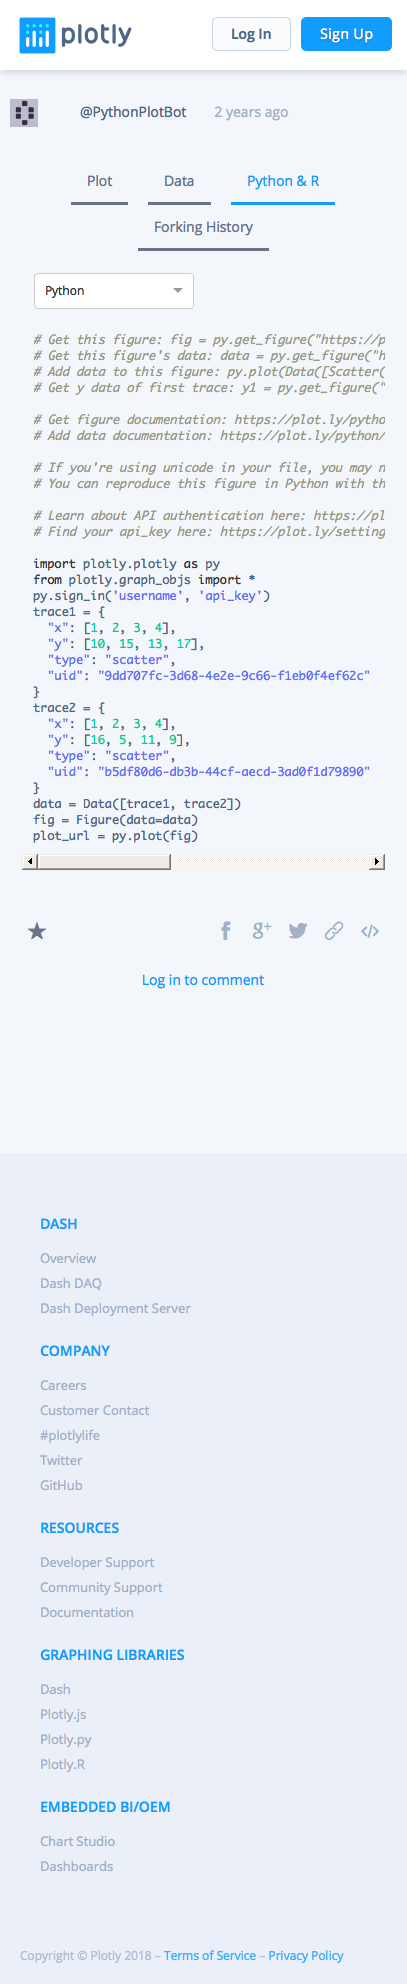 plotly
Log In
Sign Up
@PythonPlotBot 2 years ago
Plot
Data
Python & R
Forking History
Python
# Get this figure: fig = py.get_figure("https://p
# Get this figure's data: data = py.get_figure("h
# Add data to this figure: py.plot(Data([Scatter(
# Get y data of first trace: y1 = py.get_figure("
# Get figure documentation: https://plot.ly/pytho
# Add data documentation: https://plot.ly/python/
# If you're using unicode in your file, you may n
# You can reproduce this figure in Python with th
# Learn about API authentication here: https://pl
# Find your api_key here: https://plot.ly/setting
import plotly.plotly as py
from plotly.graph_objs import *
py.sign_in('username', 'api_key')
trace1 = {
"x": [1, 2, 3, 4],
"y": [10, 15, 13, 17],
"type": "scatter",
"uid": "9dd707fc-3d68-4e2e-9c66-f1eb0f4ef62c"
}
trace2 = {
"x": [1, 2, 3, 4],
"y": [16, 5, 11, 9],
"type": "scatter",
"uid": "b5df80d6-db3b-44cf-aecd-3ad0f1d79890"
}
data = Data([trace1, trace2])
fig = Figure(data=data)
plot_url = py.plot(fig)
Log in to comment
DASH
Overview
Dash DAQ
Dash Deployment Server
COMPANY
Careers
Customer Contact
#plotlylife
Twitter
GitHub
RESOURCES
Developer Support
Community Support
Documentation
GRAPHING LIBRARIES
Dash
Plotly.js
Plotly.py
Plotly.R
EMBEDDED BI/OEM
Chart Studio
Dashboards
Copyright © Plotly 2018 – Terms of Service – Privacy Policy